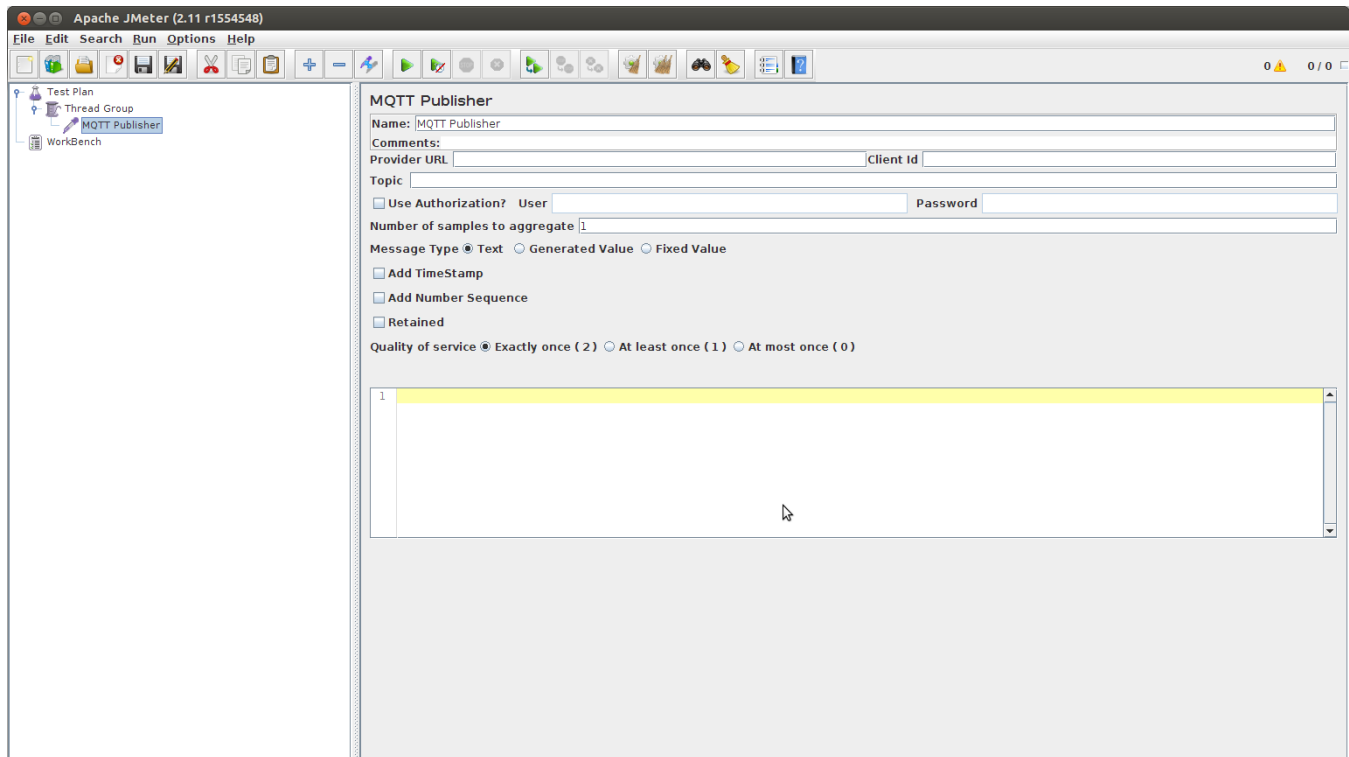 Apache JMeter (2.11 r1554548)
File Edit Search Run Options Help
0 0 / 0
Test Plan
Thread Group
MQTT Publisher
WorkBench
MQTT Publisher
Name: MQTT Publisher
Comments:
Provider URL Client Id
Topic
Use Authorization? User Password
Number of samples to aggregate 1
Message Type Text Generated Value Fixed Value
Add TimeStamp
Add Number Sequence
Retained
Quality of service Exactly once ( 2 ) At least once ( 1 ) At most once ( 0 )
1